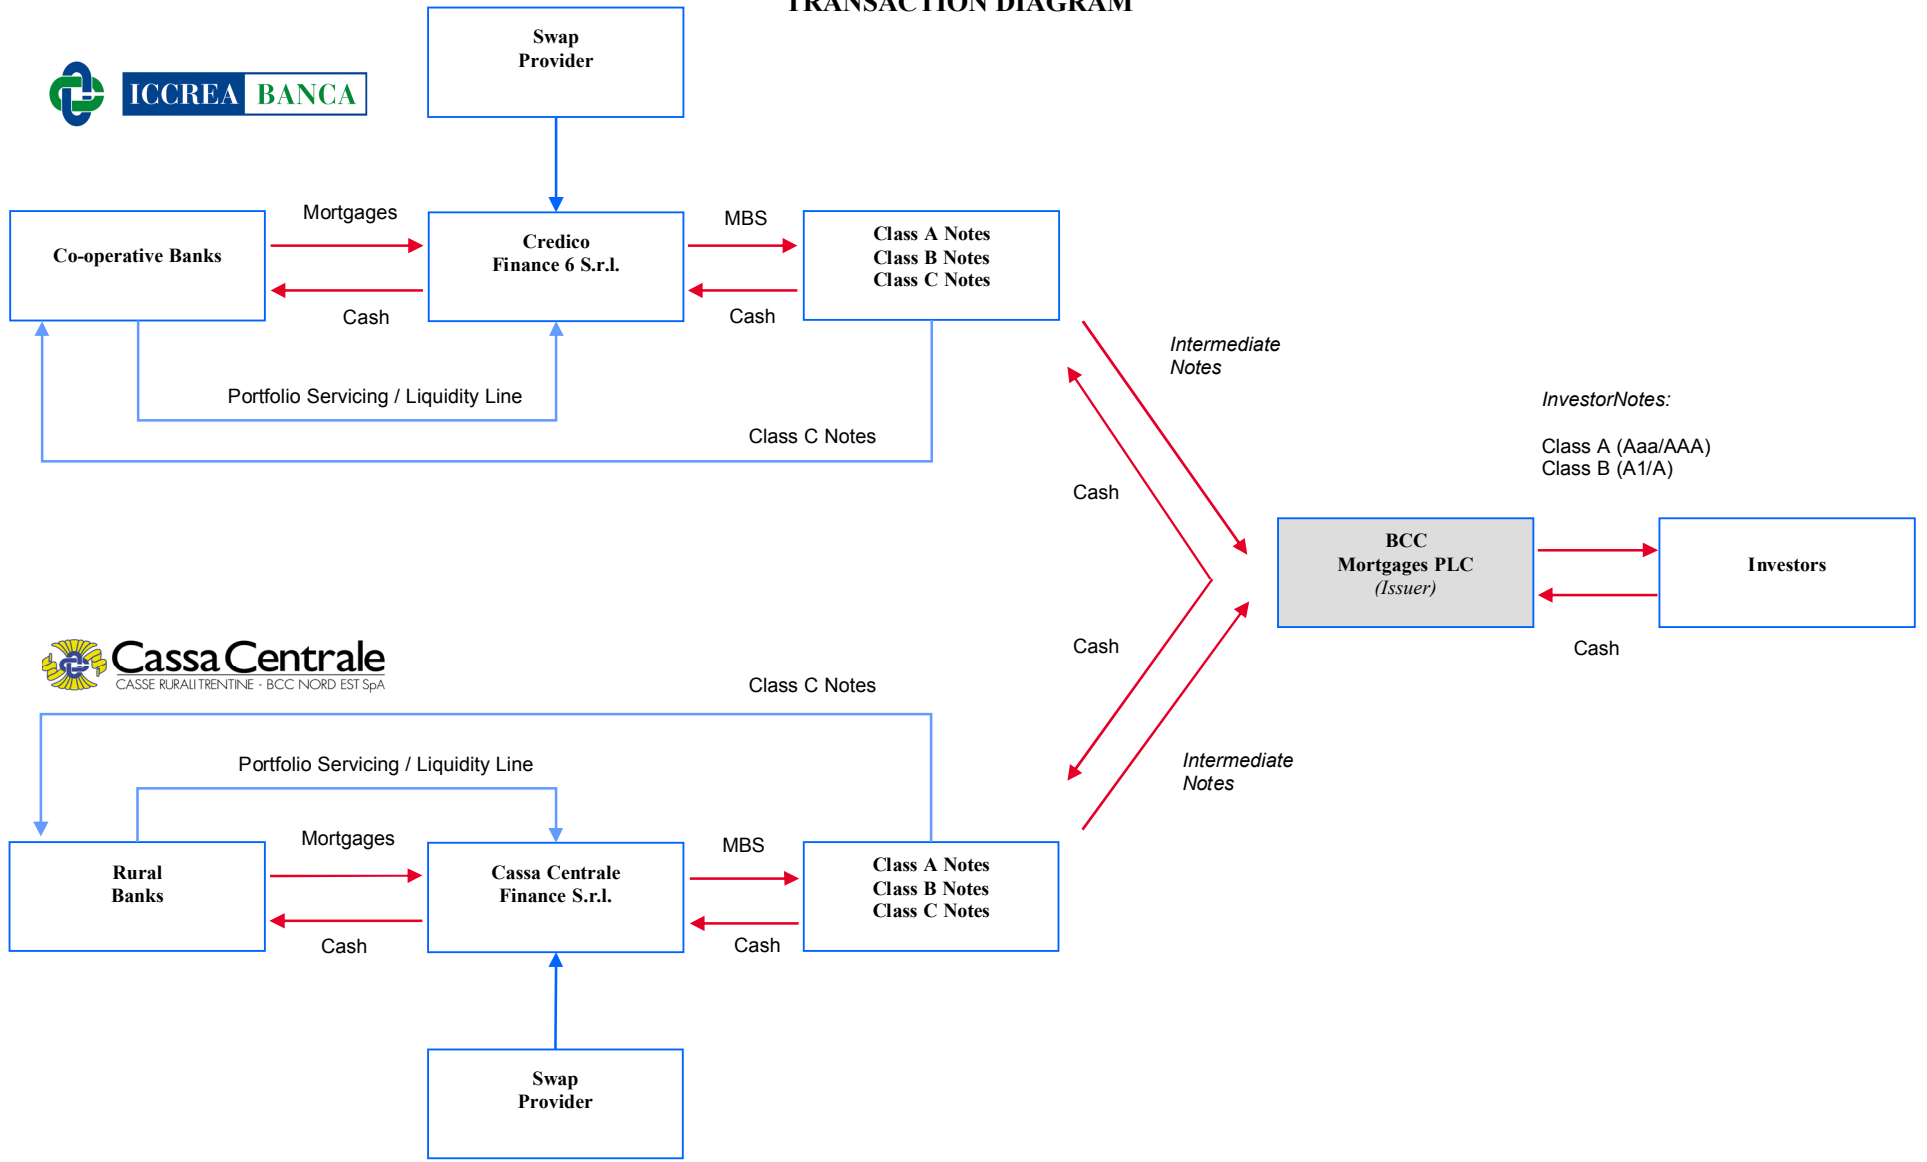 TRANSACTION DIAGRAM
Swap
Provider
ICCREA BANCA
Mortgages
MBS
Co-operative Banks
Credico
Finance 6 S.r.l.
Class A Notes
Class B Notes
Class C Notes
Cash
Cash
Intermediate
Notes
Portfolio Servicing / Liquidity Line
InvestorNotes:
Class C Notes
Class A (Aaa/AAA)
Class B (A1/A)
Cash
BCC
Mortgages PLC
(Issuer)
Investors
Cash
Cash
Cassa Centrale
CASSE RURALI TRENTINE - BCC NORD EST SpA
Class C Notes
Portfolio Servicing / Liquidity Line
Intermediate
Notes
Mortgages
MBS
Rural
Banks
Cassa Centrale
Finance S.r.l.
Class A Notes
Class B Notes
Class C Notes
Cash
Cash
Swap
Provider